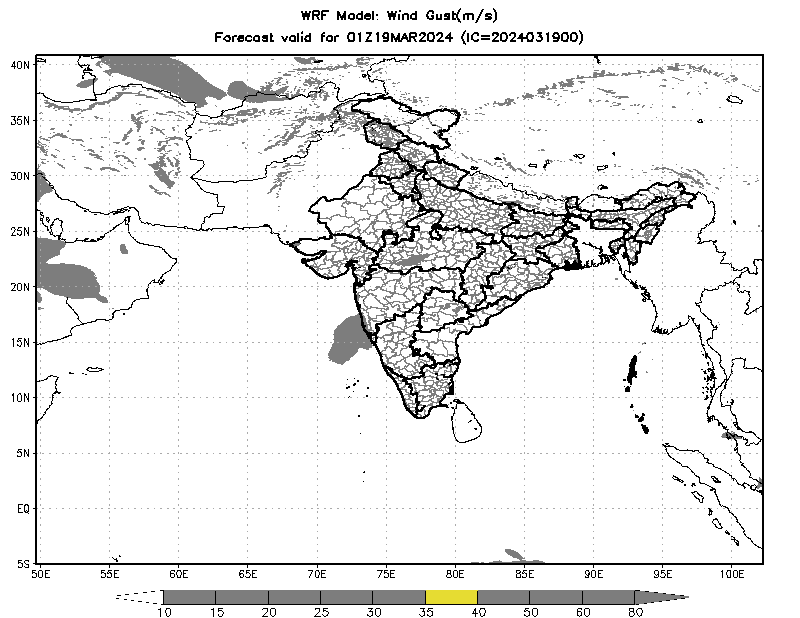 WRF Model: Wind Gust(m/s)
Forecast valid for 01Z19MAR2024 (IC=2024031900)
40N
35N
30N
25N
20N
15N
10N
5N
EQ
5S
50E 55E 60E 65E 70E 75E 80E 85E 90E 95E 100E
10 15 20 25 30 35 40 50 60 80